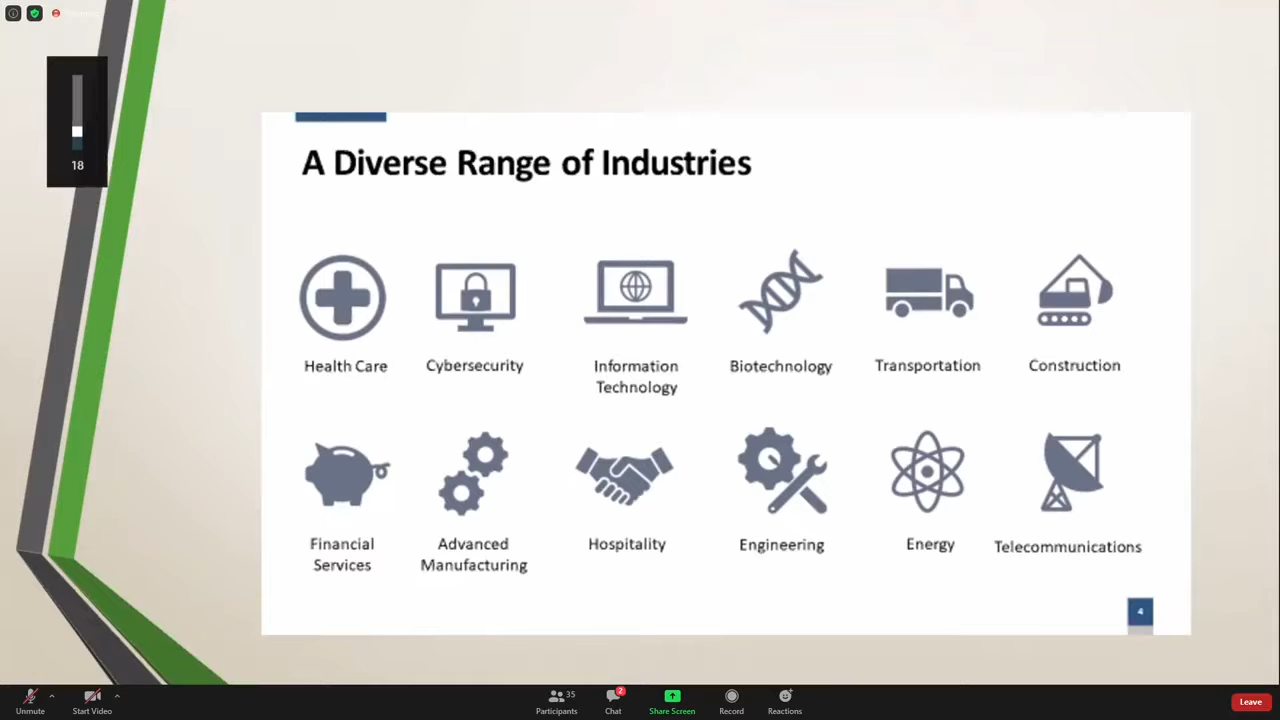 18
A Diverse Range of Industries
Health Care
Cybersecurity
Information
Technology
Biotechnology
Transportation
Construction
Financial
Services
Advanced
Manufacturing
Hospitality
Engineering
Energy
Telecommunications
4
Unmute
Start Video
35
Participants
2
Chat
Share Screen
Record
Reactions
Leave